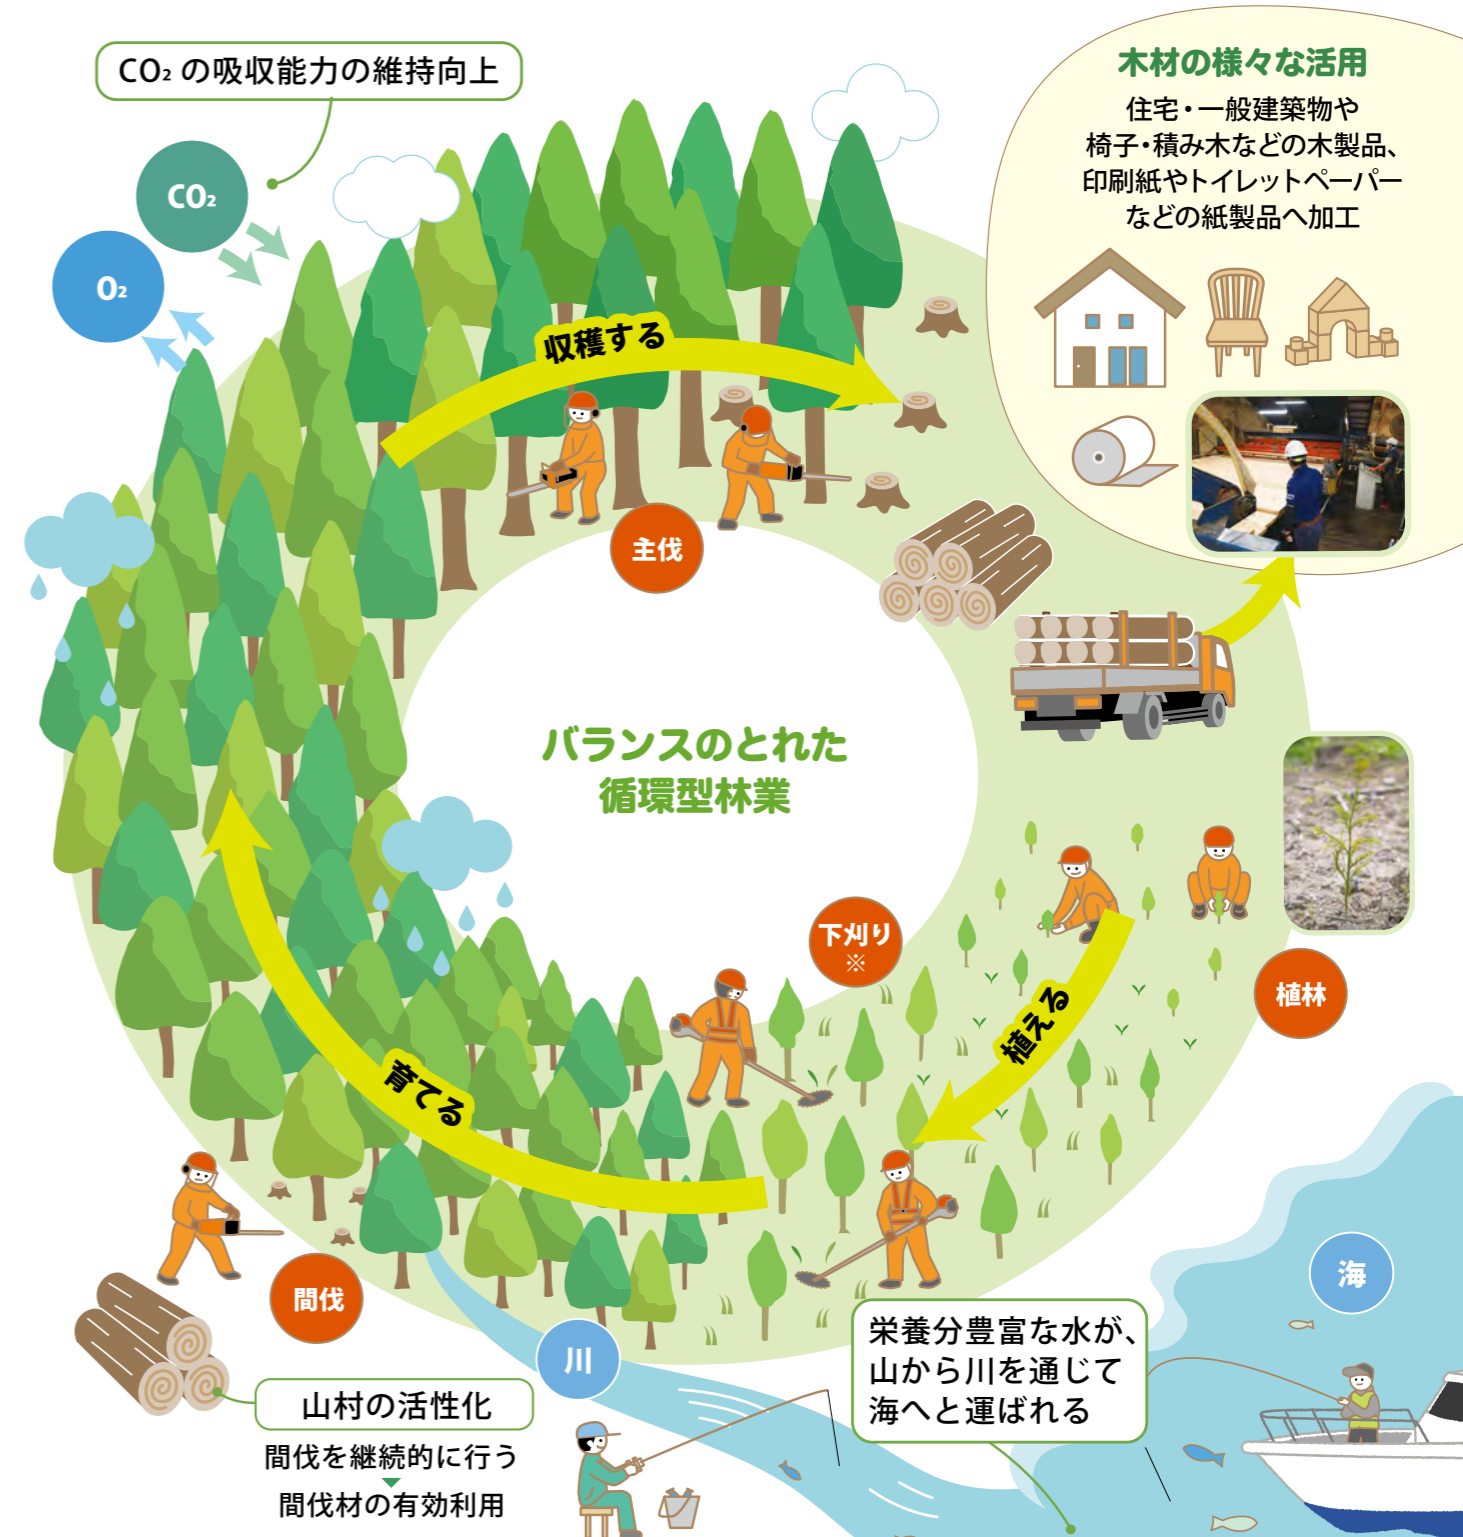 CO₂ の吸収能力の維持向上
CO₂
O₂
木材の様々な活用
住宅・一般建築物や
椅子・積み木などの木製品、
印刷紙やトイレットペーパー
などの紙製品へ加工
収穫する
主伐
バランスのとれた
循環型林業
下刈り
※
植える
植林
育てる
間伐
山村の活性化
間伐を継続的に行う
間伐材の有効利用
川
栄養分豊富な水が、
山から川を通じて
海へと運ばれる
海